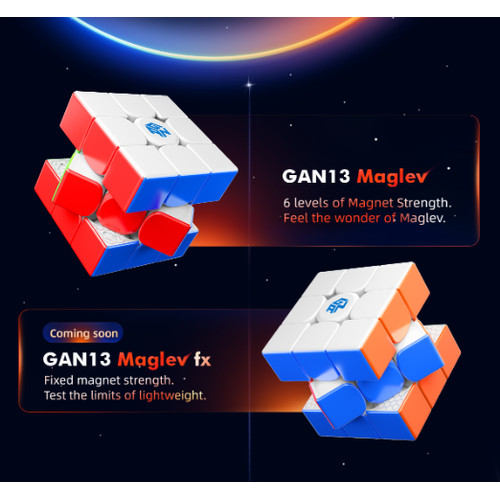 GAN13 Maglev
6 levels of Magnet Strength.
Feel the wonder of Maglev.
Coming soon
GAN13 Maglev fx
Fixed magnet strength.
Test the limits of lightweight.